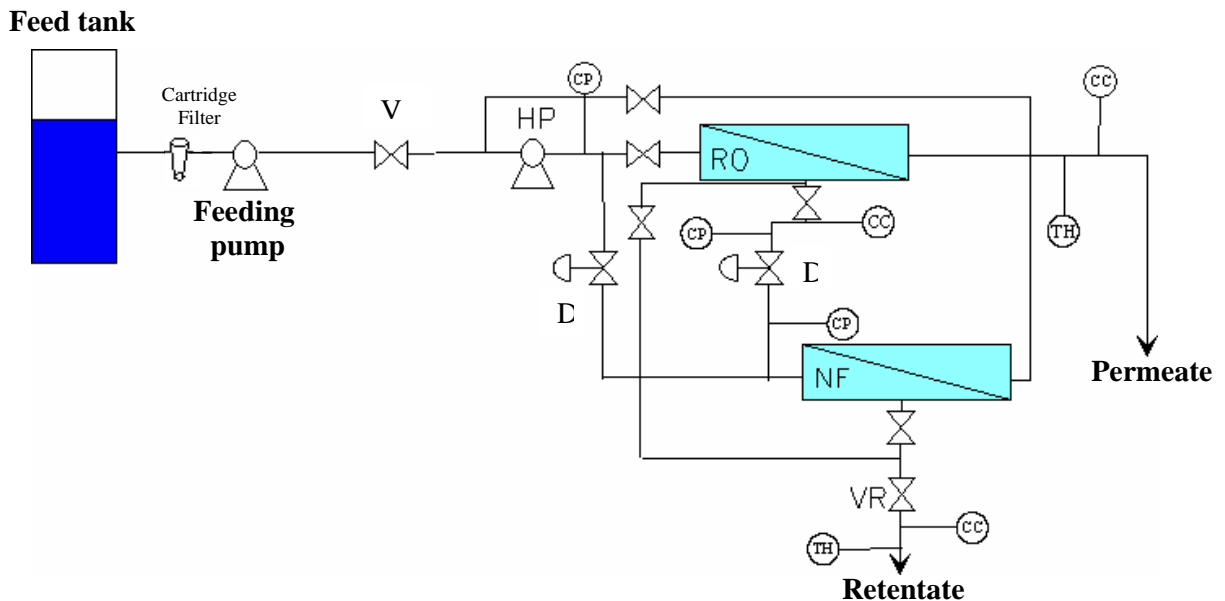 Feed tank
Cartridge
Filter
V
HP
CP
CC
RO
Feeding
pump
CP
CC
TH
D
D
CP
NF
Permeate
VR
CC
TH
Retentate